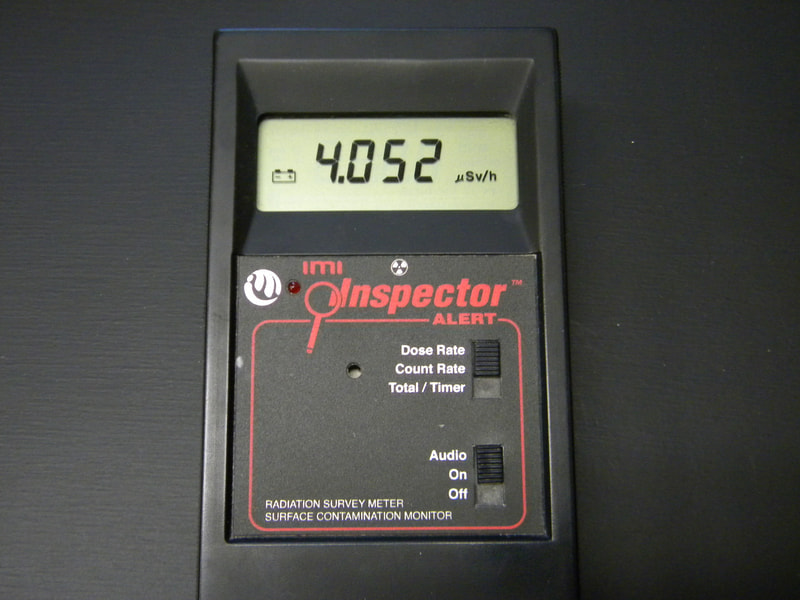 4.052 μSv/h
imi
Inspector™
ALERT
Dose Rate
Count Rate
Total / Timer
Audio
On
Off
RADIATION SURVEY METER
SURFACE CONTAMINATION MONITOR